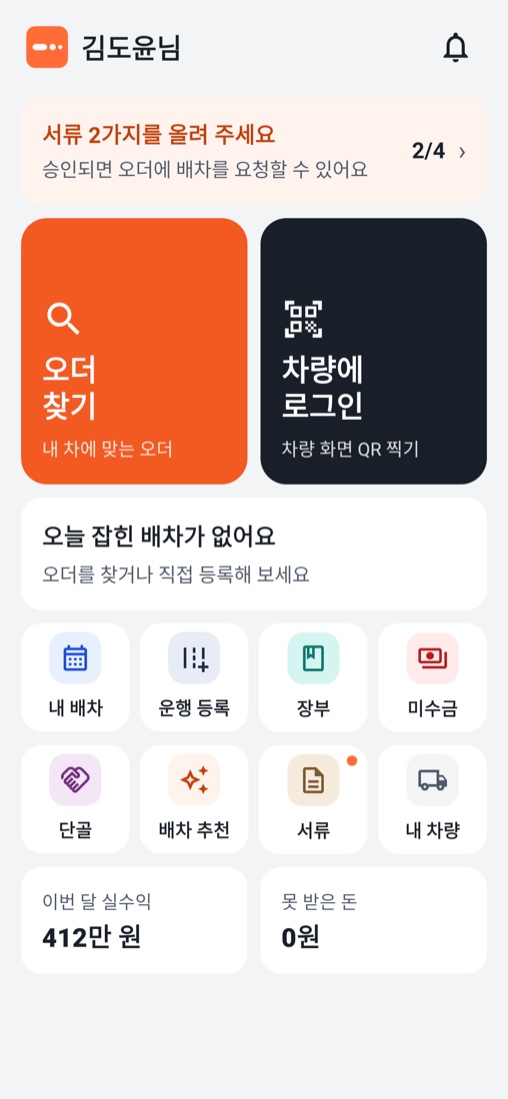 김도윤님
서류 2가지를 올려 주세요
승인되면 오더에 배차를 요청할 수 있어요
2/4 ›
오더
찾기
내 차에 맞는 오더
차량에
로그인
차량 화면 QR 찍기
오늘 잡힌 배차가 없어요
오더를 찾거나 직접 등록해 보세요
내 배차
운행 등록
장부
미수금
단골
배차 추천
서류
내 차량
이번 달 실수익
412만 원
못 받은 돈
0원